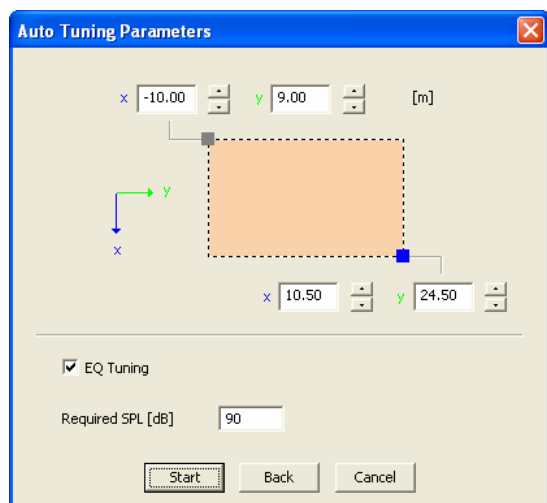 Auto Tuning Parameters
x -10.00 y 9.00 [m]
y
x
x 10.50 y 24.50
EQ Tuning
Required SPL [dB] 90
Start Back Cancel